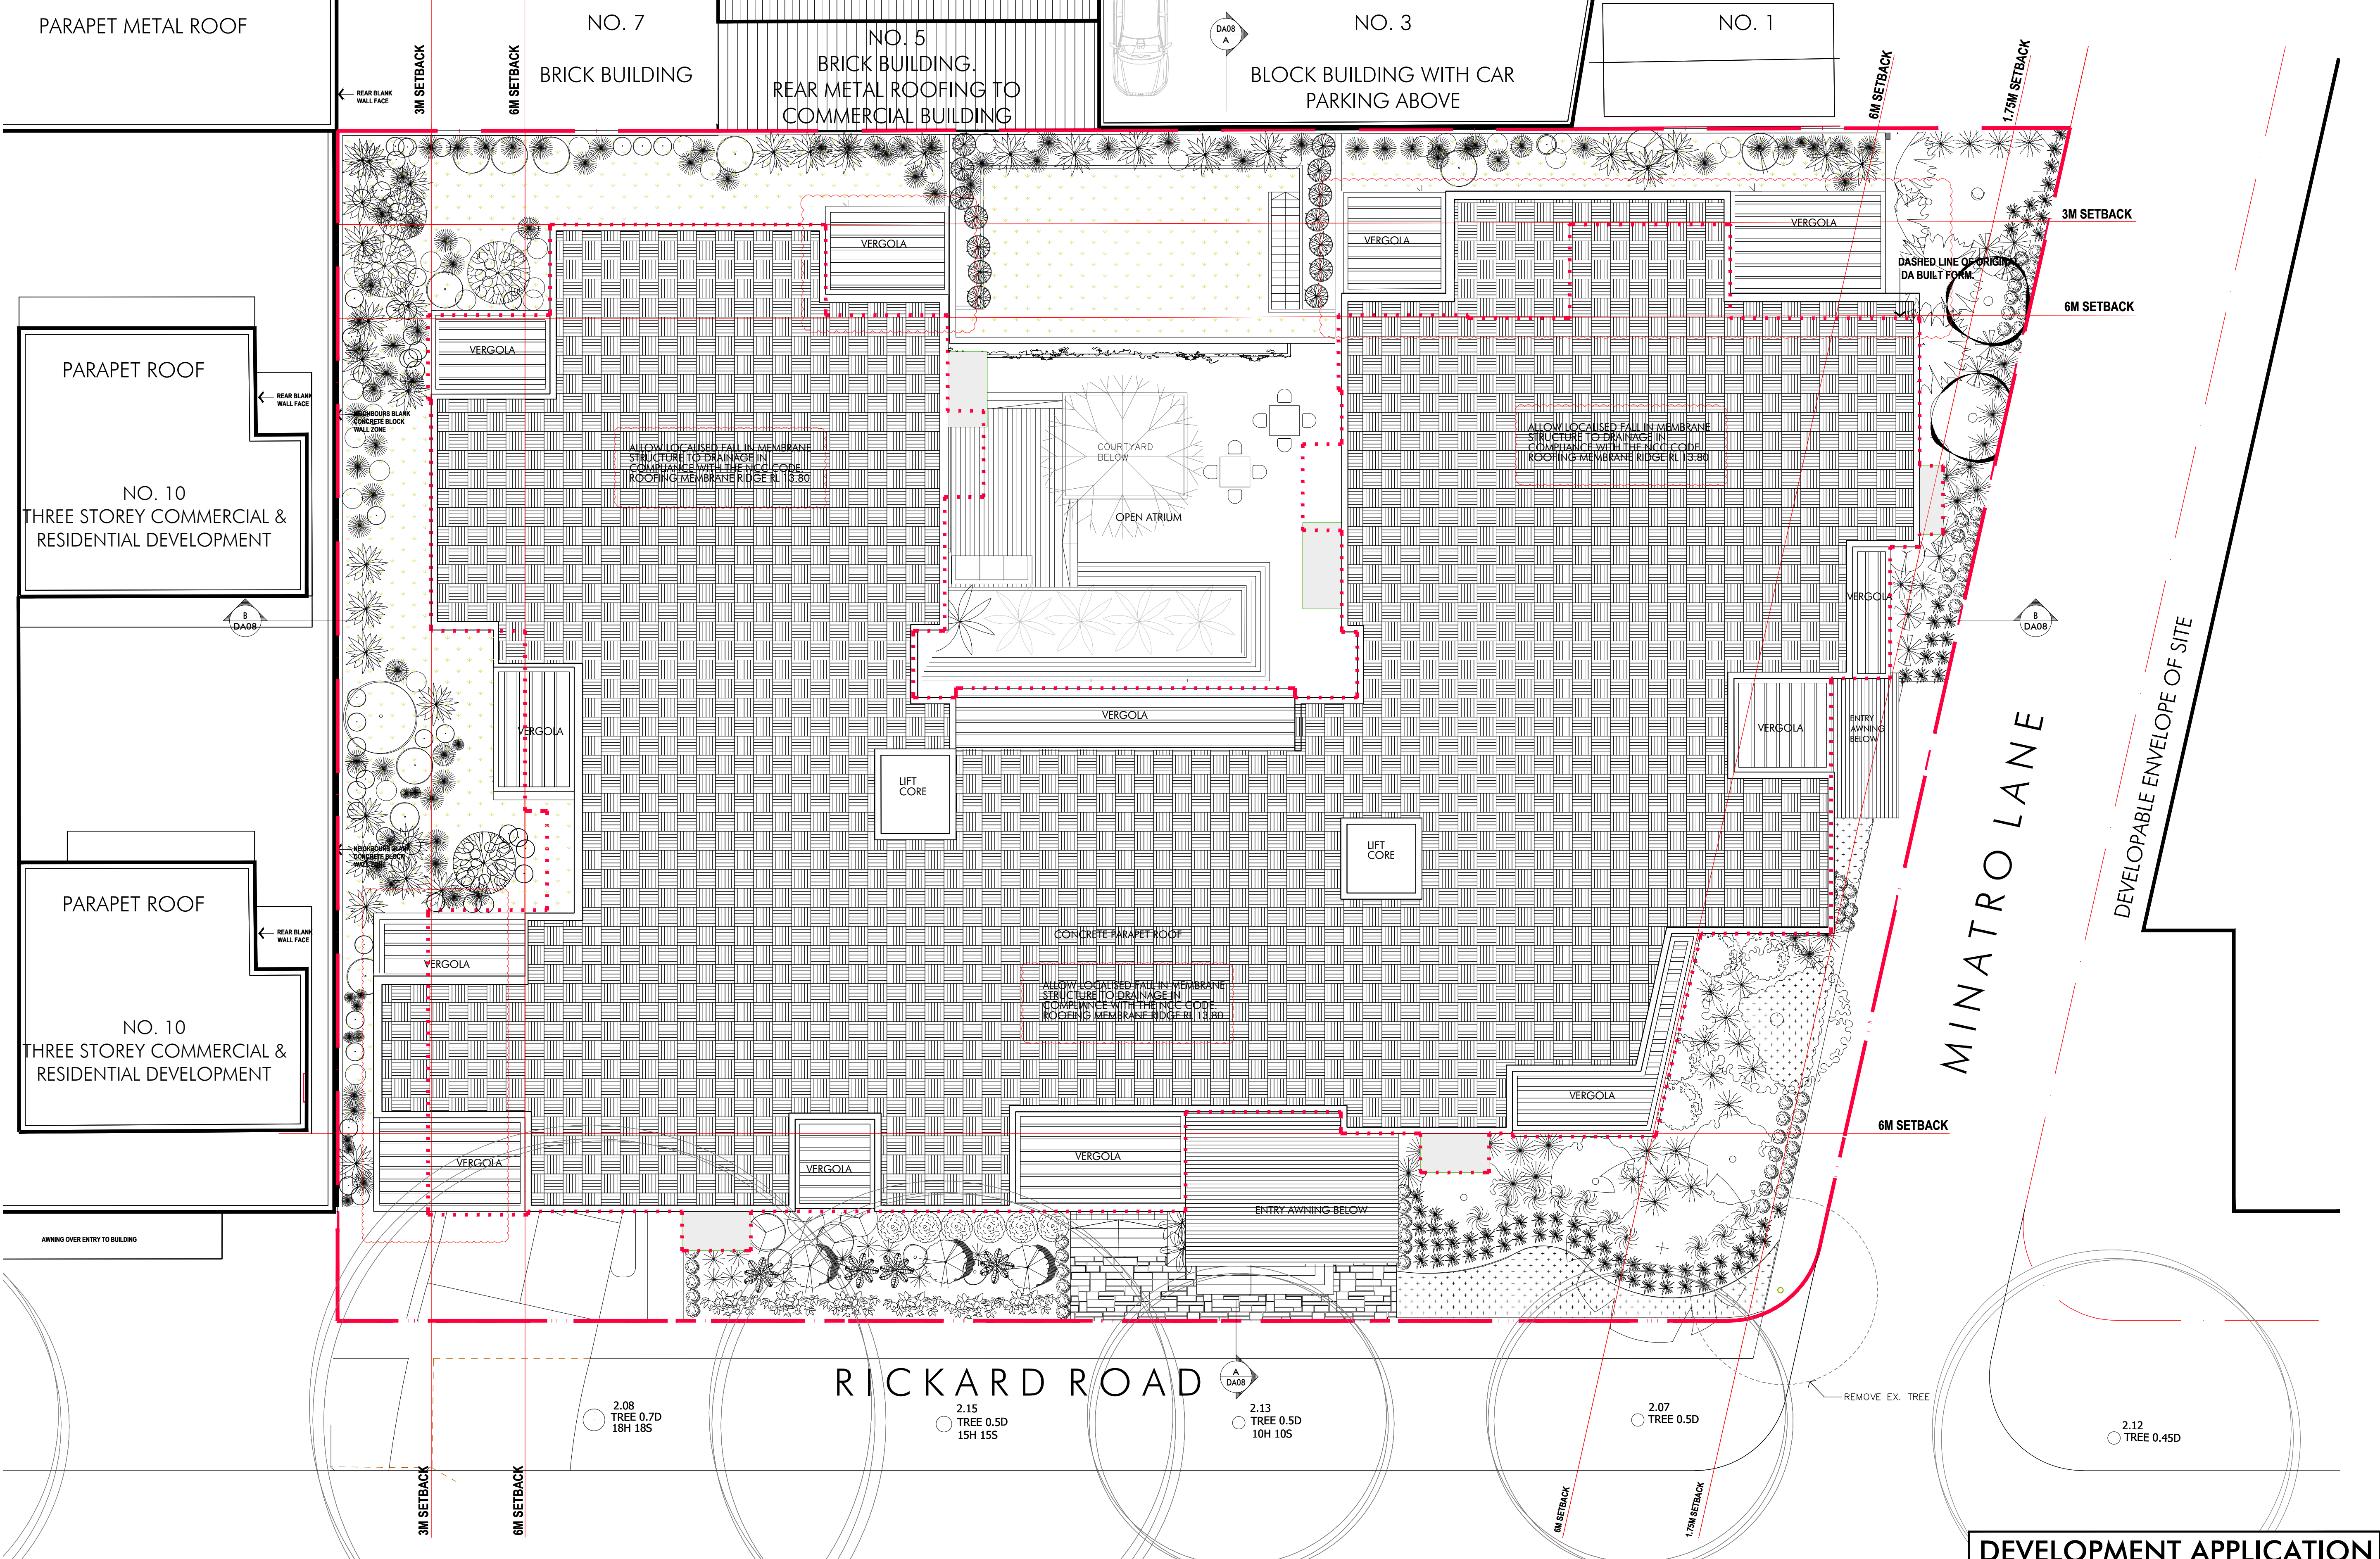 PARAPET METAL ROOF
NO. 7
BRICK BUILDING
NO. 5
BRICK BUILDING.
REAR METAL ROOFING TO
COMMERCIAL BUILDING
DA08
A
NO. 3
BLOCK BUILDING WITH CAR
PARKING ABOVE
NO. 1
3M SETBACK
6M SETBACK
6M SETBACK
1.75M SETBACK
REAR BLANK
WALL FACE
3M SETBACK
VERGOLA
VERGOLA
VERGOLA
DASHED LINE OF ORIGINAL
DA BUILT FORM.
6M SETBACK
VERGOLA
PARAPET ROOF
REAR BLANK
WALL FACE
NEIGHBOURS BLANK
CONCRETE BLOCK
WALL ZONE
NO. 10
THREE STOREY COMMERCIAL &
RESIDENTIAL DEVELOPMENT
ALLOW LOCALISED FALL IN MEMBRANE
STRUCTURE TO DRAINAGE IN
COMPLIANCE WITH THE NCC CODE.
ROOFING MEMBRANE RIDGE RL 13.80
COURTYARD
BELOW
OPEN ATRIUM
ALLOW LOCALISED FALL IN MEMBRANE
STRUCTURE TO DRAINAGE IN
COMPLIANCE WITH THE NCC CODE.
ROOFING MEMBRANE RIDGE RL 13.80
B
DA08
VERGOLA
B
DA08
DEVELOPABLE ENVELOPE OF SITE
VERGOLA
VERGOLA
VERGOLA
ENTRY
AWNING
BELOW
MINATRO LANE
LIFT
CORE
LIFT
CORE
NEIGHBOURS BLANK
CONCRETE BLOCK
WALL ZONE
PARAPET ROOF
REAR BLANK
WALL FACE
VERGOLA
CONCRETE PARAPET ROOF
ALLOW LOCALISED FALL IN MEMBRANE
STRUCTURE TO DRAINAGE IN
COMPLIANCE WITH THE NCC CODE.
ROOFING MEMBRANE RIDGE RL 13.80
NO. 10
THREE STOREY COMMERCIAL &
RESIDENTIAL DEVELOPMENT
VERGOLA
6M SETBACK
VERGOLA
VERGOLA
VERGOLA
ENTRY AWNING BELOW
AWNING OVER ENTRY TO BUILDING
RICKARD ROAD
A
DA08
REMOVE EX. TREE
2.08
TREE 0.7D
18H 18S
2.15
TREE 0.5D
15H 15S
2.13
TREE 0.5D
10H 10S
2.07
TREE 0.5D
2.12
TREE 0.45D
3M SETBACK
6M SETBACK
6M SETBACK
1.75M SETBACK
DEVELOPMENT APPLICATION